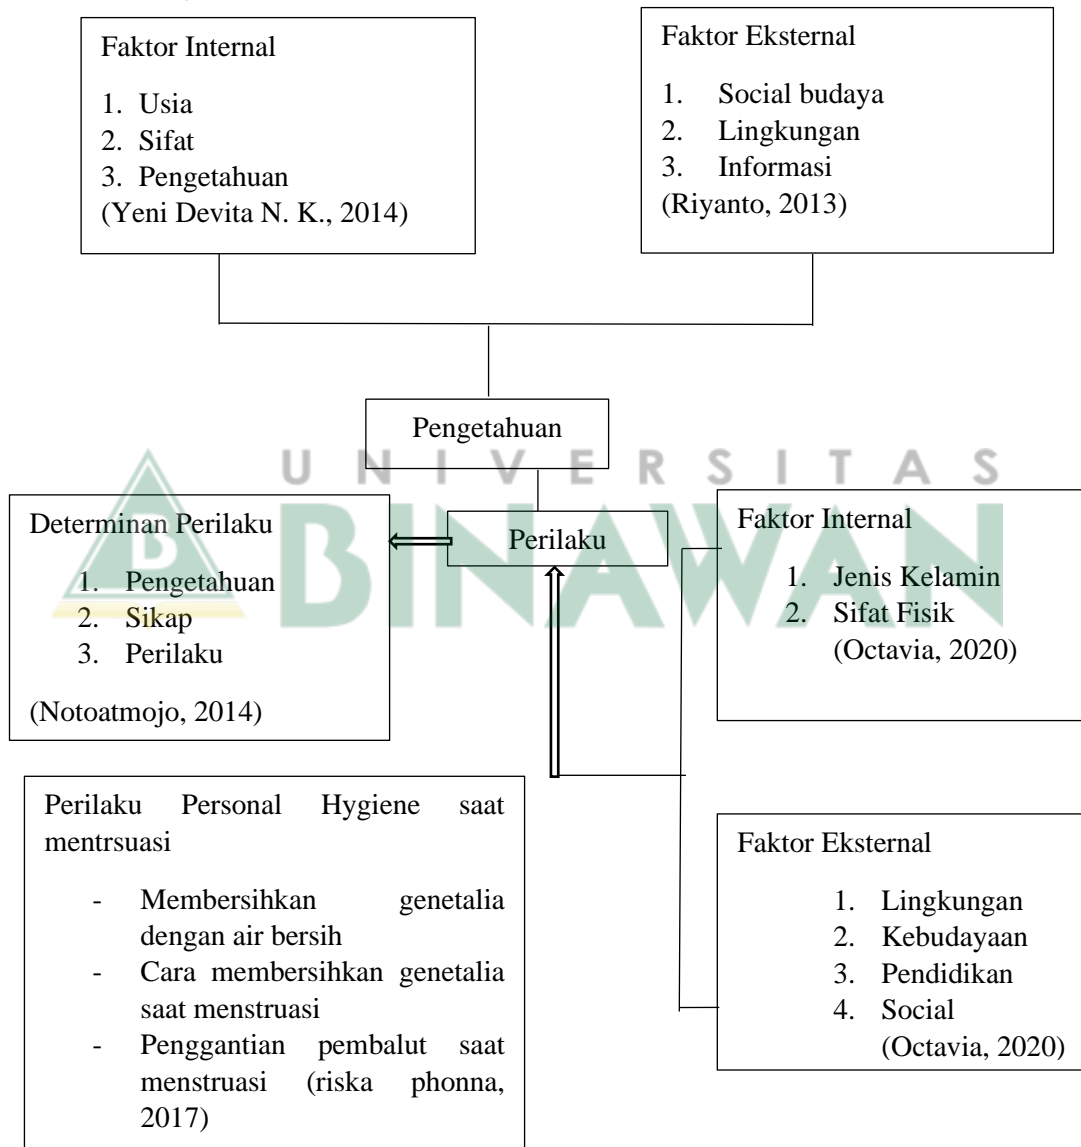 Faktor Internal
1. Usia
2. Sifat
3. Pengetahuan
(Yeni Devita N. K., 2014)
Faktor Eksternal
1. Social budaya
2. Lingkungan
3. Informasi
(Riyanto, 2013)
Pengetahuan
UNIVERSITAS
BINAWAN
B
Perilaku
Determinan Perilaku
1. Pengetahuan
2. Sikap
3. Perilaku
(Notoatmojo, 2014)
Faktor Internal
1. Jenis Kelamin
2. Sifat Fisik
(Octavia, 2020)
Perilaku Personal Hygiene saat
mentrsuasi
- Membersihkan genetalia
dengan air bersih
- Cara membersihkan genetalia
saat menstruasi
- Penggantian pembalut saat
menstruasi (riska phonna,
2017)
Faktor Eksternal
1. Lingkungan
2. Kebudayaan
3. Pendidikan
4. Social
(Octavia, 2020)